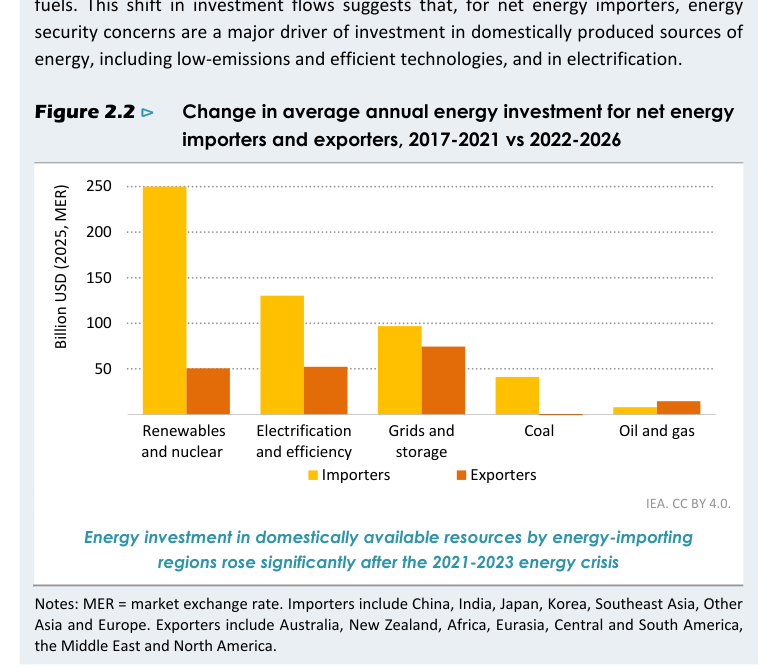 fuels. This shift in investment flows suggests that, for net energy importers, energy
security concerns are a major driver of investment in domestically produced sources of
energy, including low-emissions and efficient technologies, and in electrification.
Figure 2.2 ⊳ Change in average annual energy investment for net energy
importers and exporters, 2017-2021 vs 2022-2026
Billion USD (2025, MER)
250
200
150
100
50
Renewables
and nuclear
Electrification
and efficiency
Grids and
storage
Coal
Oil and gas
Importers
Exporters
IEA. CC BY 4.0.
Energy investment in domestically available resources by energy-importing
regions rose significantly after the 2021-2023 energy crisis
Notes: MER = market exchange rate. Importers include China, India, Japan, Korea, Southeast Asia, Other
Asia and Europe. Exporters include Australia, New Zealand, Africa, Eurasia, Central and South America,
the Middle East and North America.